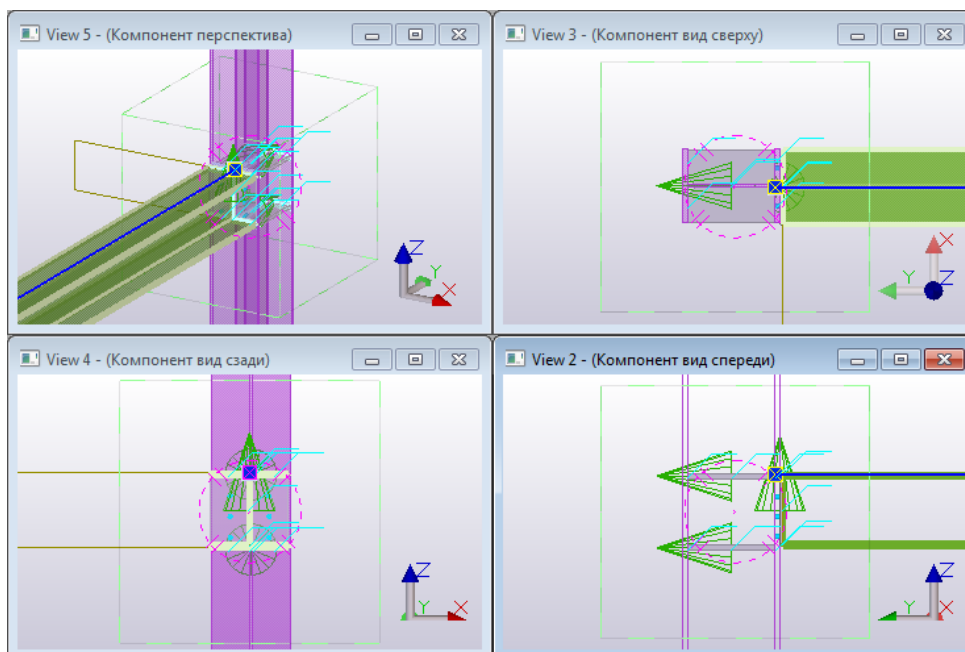 View 5 - (Компонент перспектива)
View 3 - (Компонент вид сверху)
Z
Y
X
X
Y
Z
View 4 - (Компонент вид сзади)
View 2 - (Компонент вид спереди)
Z
Y
X
Z
Y
X